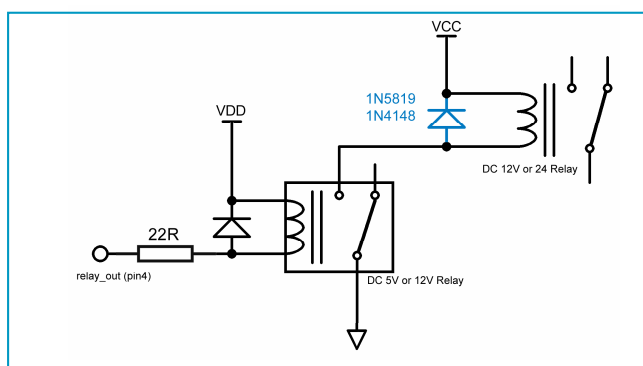 VCC
1N5819
1N4148
VDD
DC 12V or 24 Relay
22R
relay_out (pin4)
DC 5V or 12V Relay